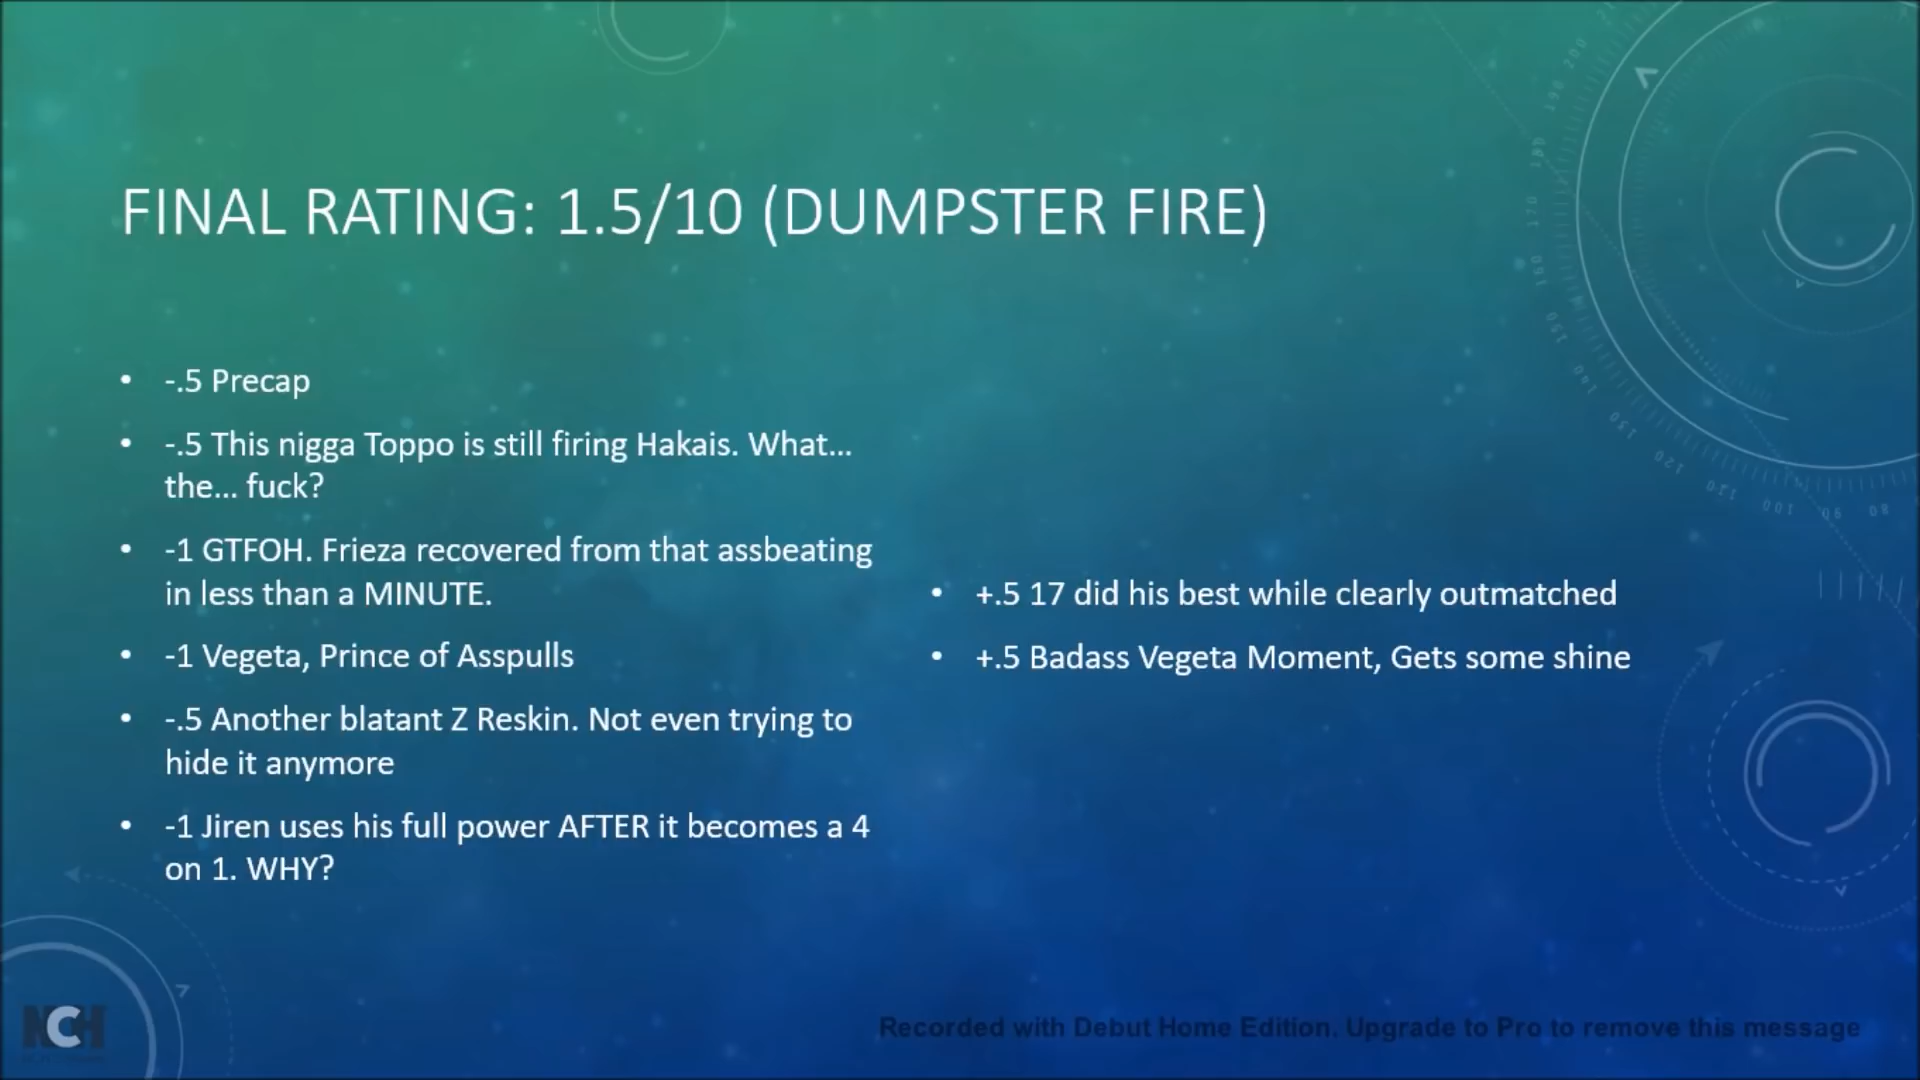 FINAL RATING: 1.5/10 (DUMPSTER FIRE)
-.5 Precap
-.5 This nigga Toppo is still firing Hakais. What...
the... fuck?
-1 GTFOH. Frieza recovered from that assbeating
in less than a MINUTE.
-1 Vegeta, Prince of Asspulls
-.5 Another blatant Z Reskin. Not even trying to
hide it anymore
-1 Jiren uses his full power AFTER it becomes a 4
on 1. WHY?
+.5 17 did his best while clearly outmatched
+.5 Badass Vegeta Moment, Gets some shine
NCH
Recorded with Debut Home Edition. Upgrade to Pro to remove this message